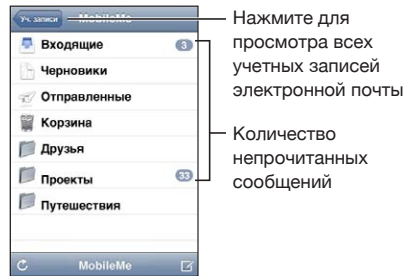 Уч. записи MobileMe
Входящие 3
Черновики
Отправленные
Корзина
Друзья
Проекты 33
Путешествия
MobileMe
Нажмите для
просмотра всех
учетных записей
электронной почты
Количество
непрочитанных
сообщений